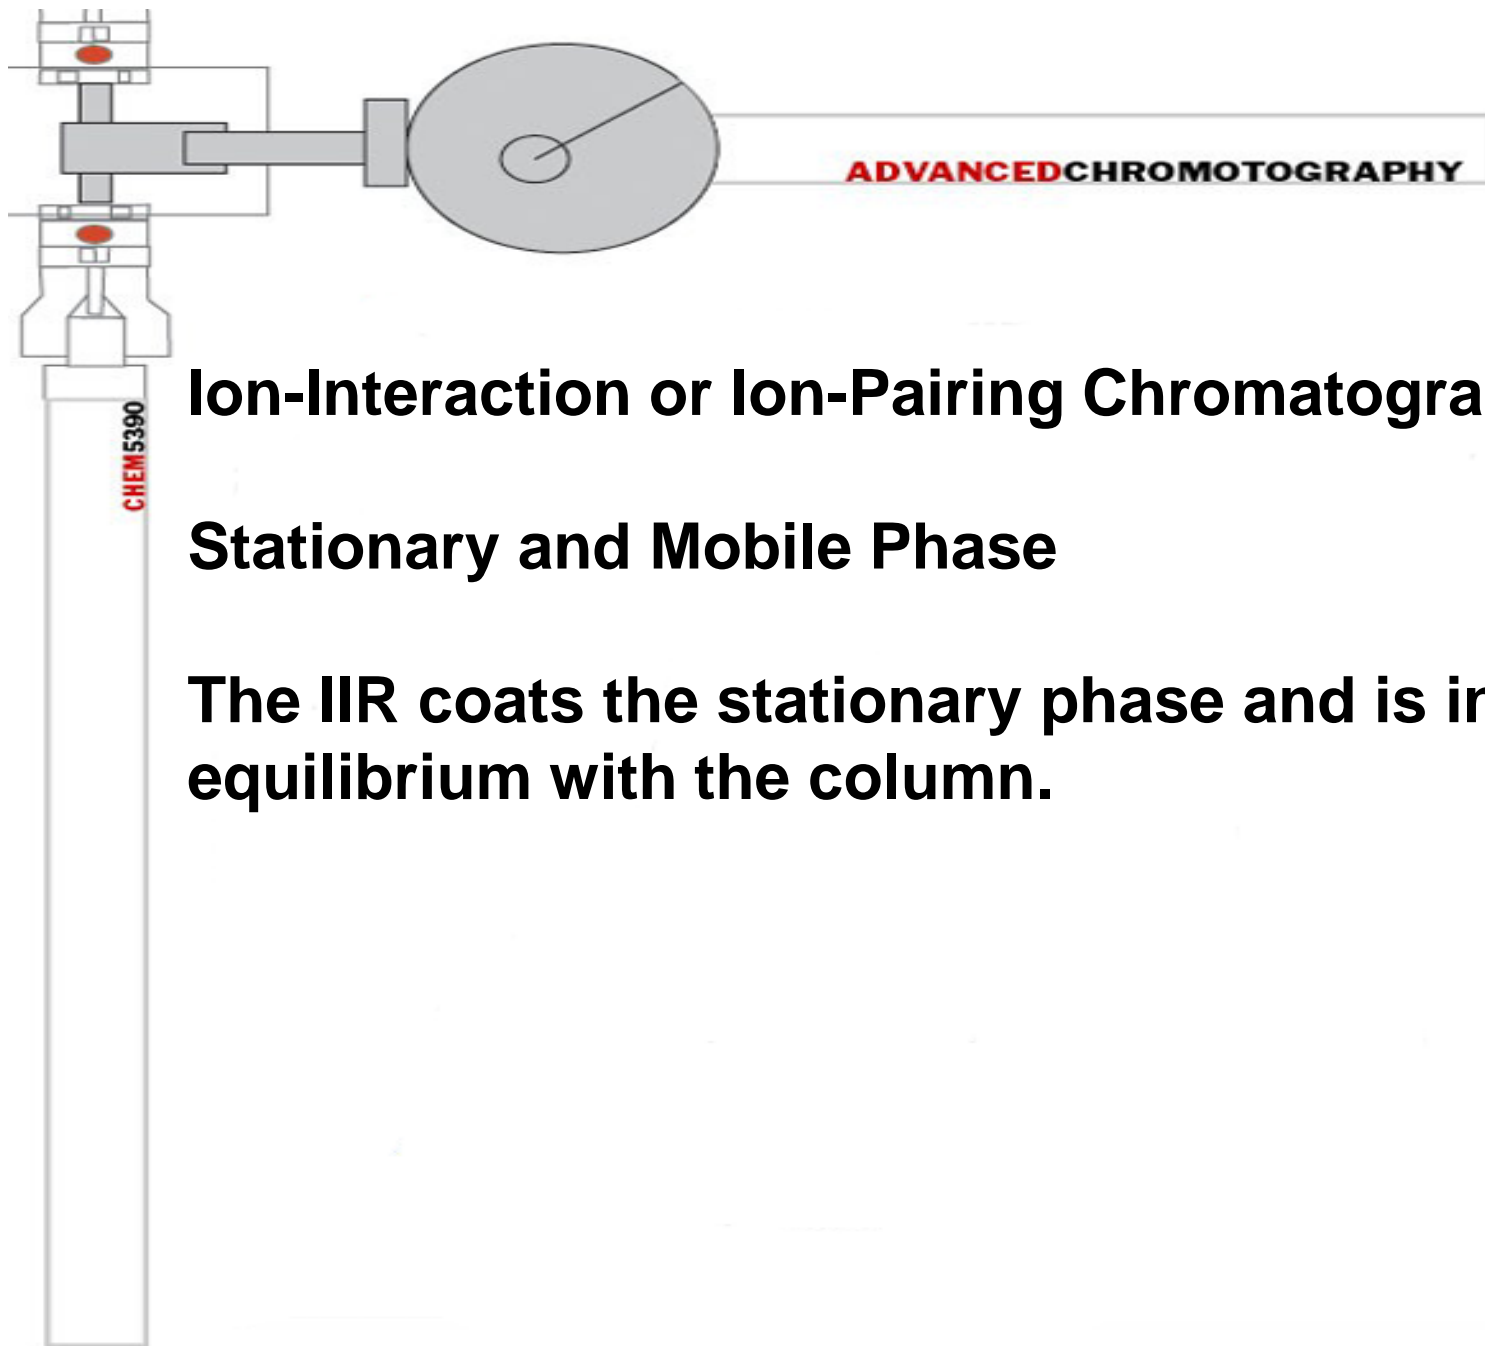 ADVANCEDCHROMOTOGRAPHY
Ion-Interaction or Ion-Pairing Chromatogra
CHEM5390
Stationary and Mobile Phase
The IIR coats the stationary phase and is in
equilibrium with the column.